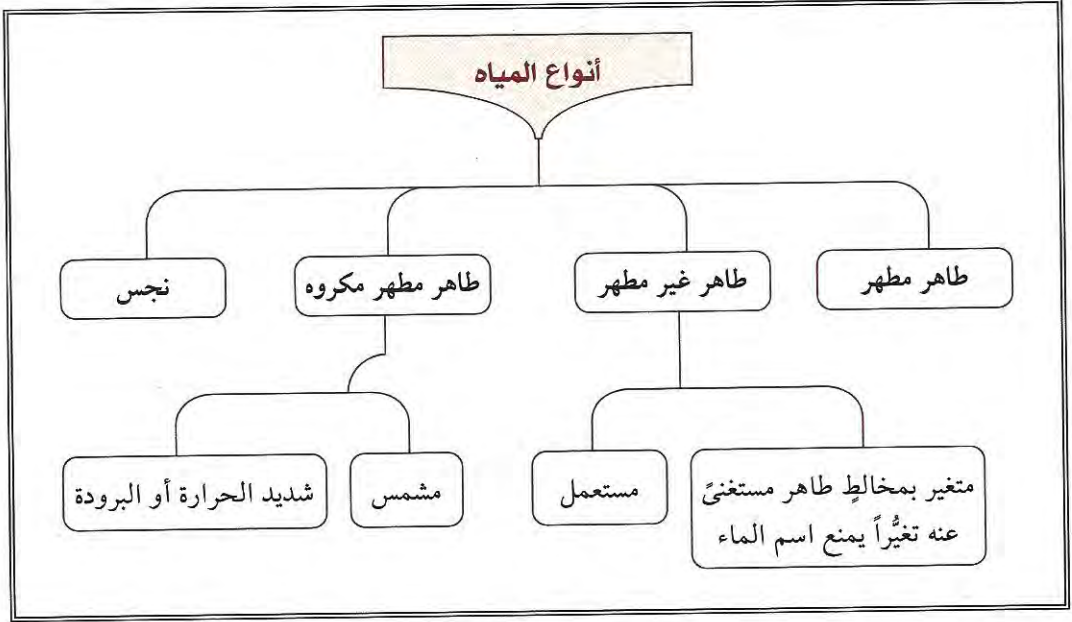 أنواع المياه
طاهر مطهر
طاهر غير مطهر
طاهر مطهر مكروه
نجس
متغير بمخالطٍ طاهر مستغنىً
عنه تغيُّراً يمنع اسم الماء
مستعمل
مشمس
شديد الحرارة أو البرودة